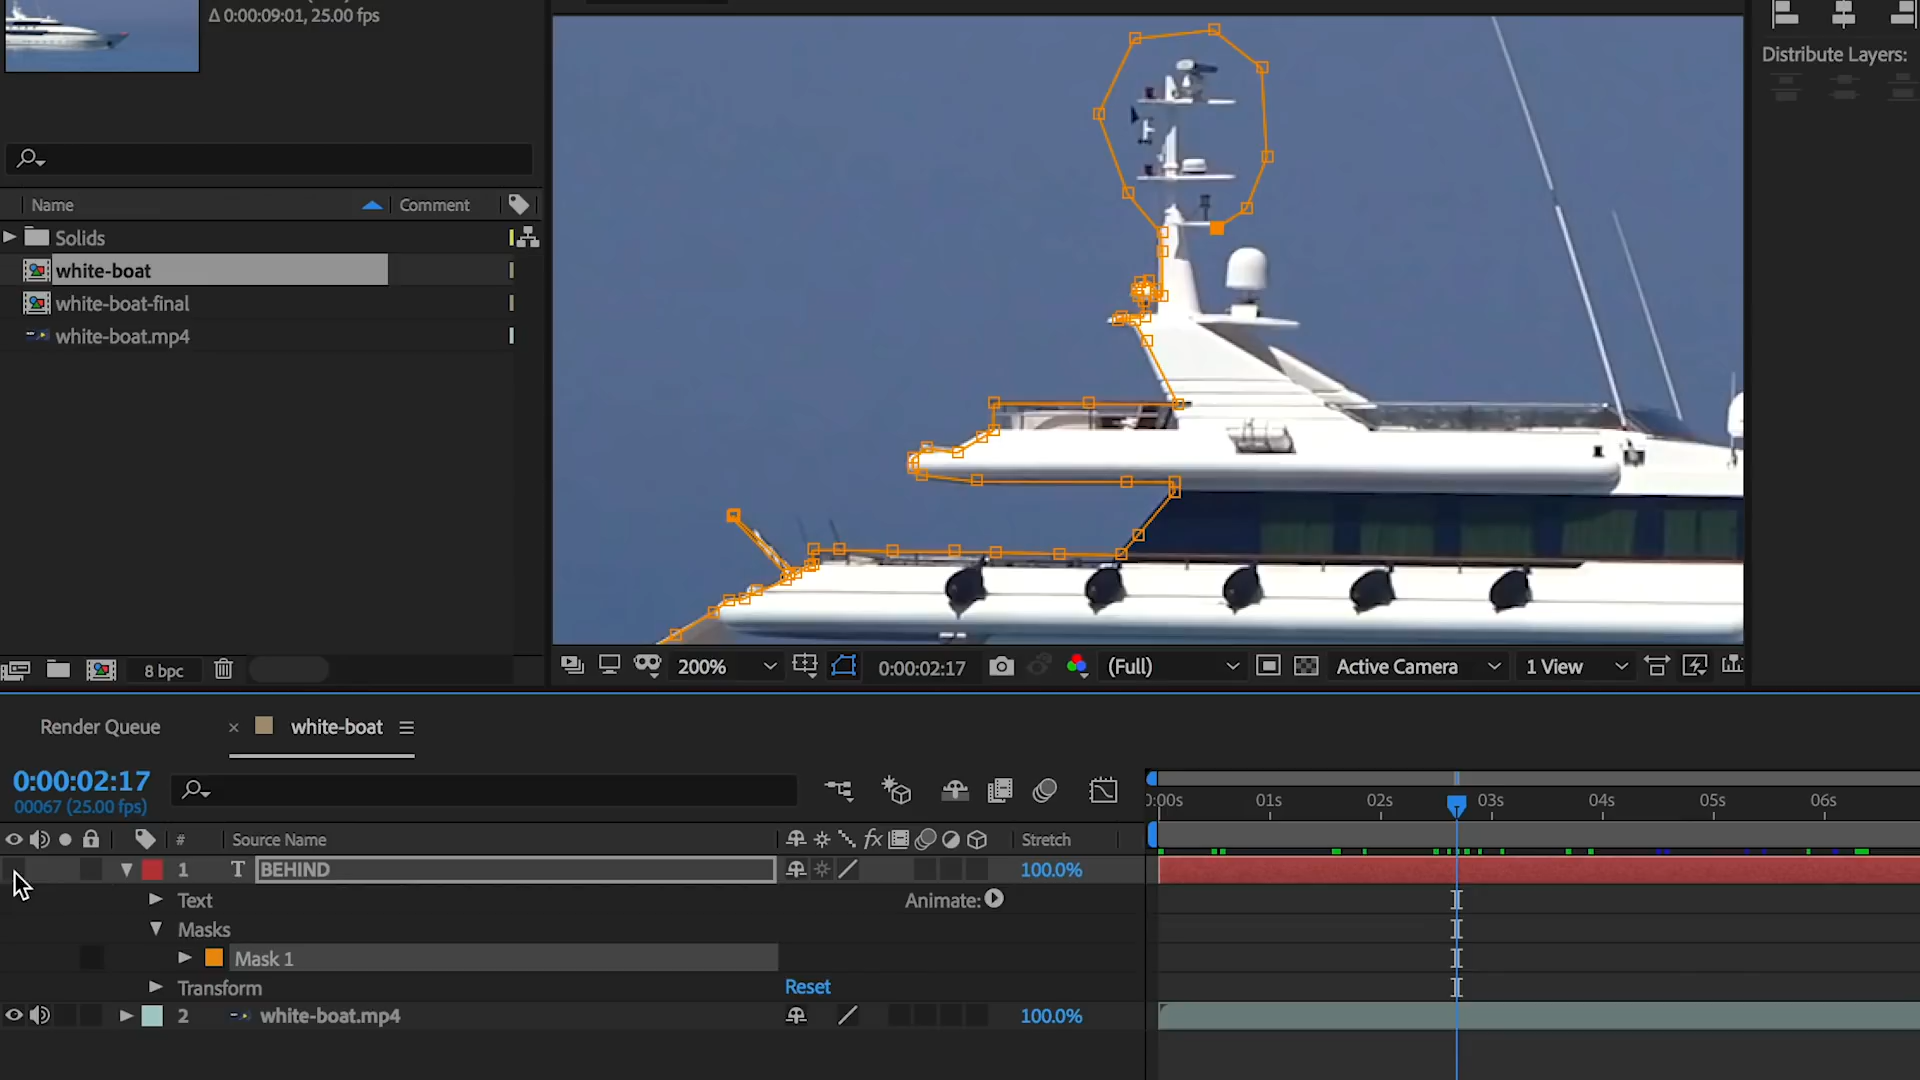 Δ 0:00:09:01, 25.00 fps
Distribute Layers:
Name
Comment
Solids
white-boat
white-boat-final
white-boat.mp4
8 bpc
200%
0:00:02:17
(Full)
Active Camera
1 View
Render Queue
× white-boat
0:00:02:17
00067 (25.00 fps)
0:00s 01s 02s 03s 04s 05s 06s
# Source Name
fx
Stretch
1 T BEHIND
100.0%
Text
Animate:
Masks
Mask 1
Transform
Reset
2 white-boat.mp4
100.0%